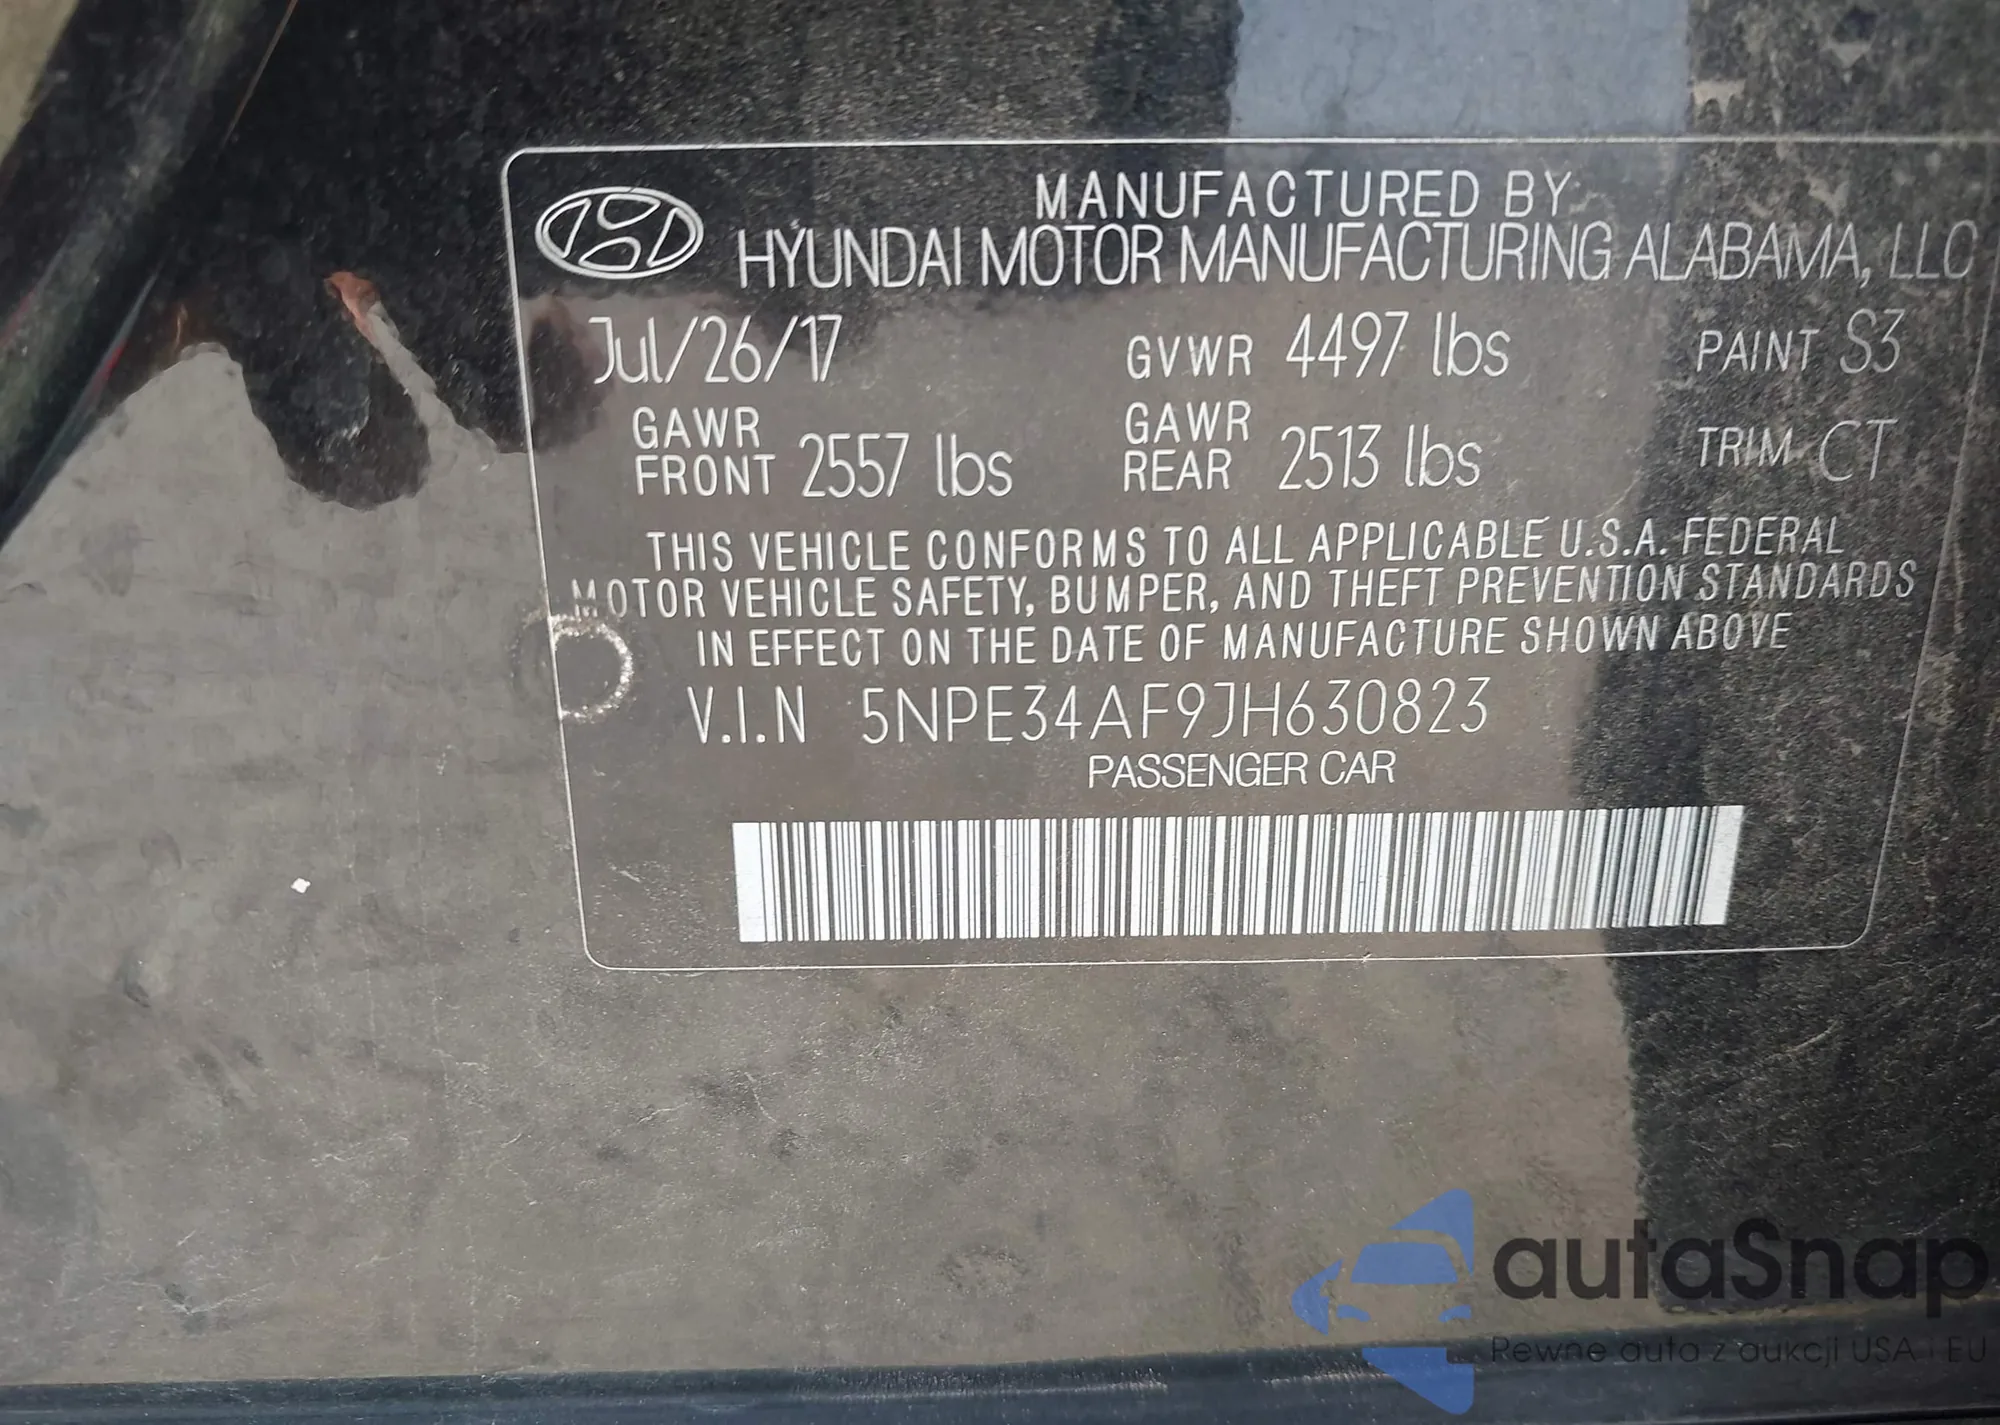 MANUFACTURED BY
HYUNDAI MOTOR MANUFACTURING ALABAMA, LLC
Jul/26/17 GVWR 4497 lbs PAINT S3
GAWR FRONT 2557 lbs GAWR REAR 2513 lbs TRIM CT
THIS VEHICLE CONFORMS TO ALL APPLICABLE U.S.A. FEDERAL
MOTOR VEHICLE SAFETY, BUMPER, AND THEFT PREVENTION STANDARDS
IN EFFECT ON THE DATE OF MANUFACTURE SHOWN ABOVE
V.I.N 5NPE34AF9JH630823
PASSENGER CAR
autaSnap
Pewne auta z aukcji USA i EU